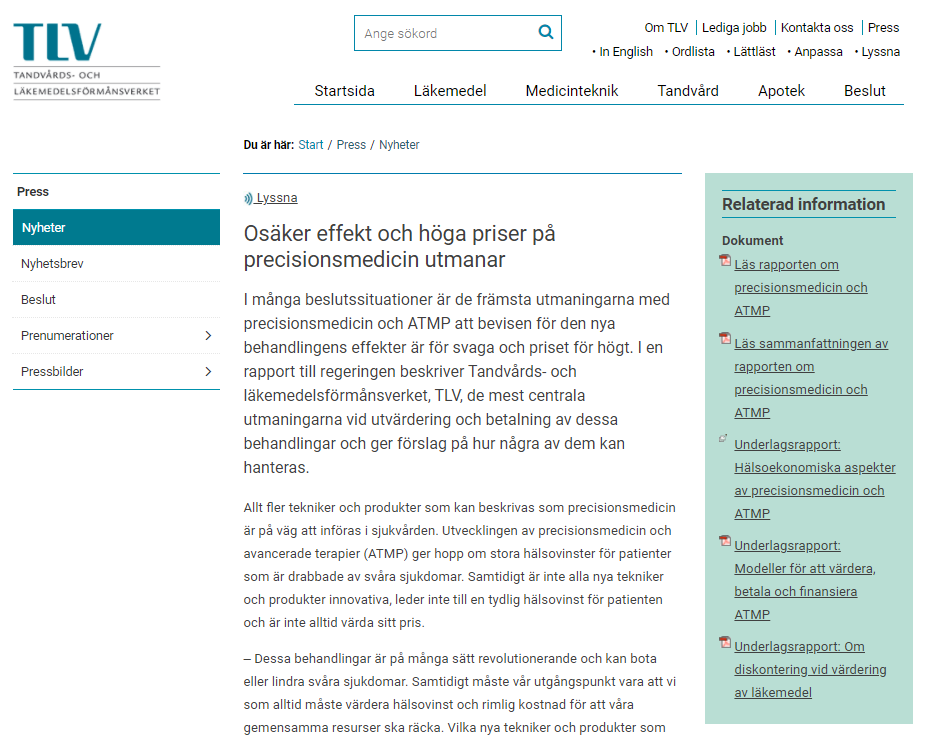 TLV
TANDVÅRDS- OCH
LÄKEMEDELSFÖRMÅNSVERKET
Ange sökord
Om TLV | Lediga jobb | Kontakta oss | Press
• In English • Ordlista • Lättläst • Anpassa • Lyssna
Startsida Läkemedel Medicinteknik Tandvård Apotek Beslut
Du är här: Start / Press / Nyheter
Press
Nyheter
Nyhetsbrev
Beslut
Prenumerationer
Pressbilder
Lyssna
Osäker effekt och höga priser på
precisionsmedicin utmanar
I många beslutssituationer är de främsta utmaningarna med
precisionsmedicin och ATMP att bevisen för den nya
behandlingens effekter är för svaga och priset för högt. I en
rapport till regeringen beskriver Tandvårds- och
läkemedelsförmånsverket, TLV, de mest centrala
utmaningarna vid utvärdering och betalning av dessa
behandlingar och ger förslag på hur några av dem kan
hanteras.
Allt fler tekniker och produkter som kan beskrivas som precisionsmedicin
är på väg att införas i sjukvården. Utvecklingen av precisionsmedicin och
avancerade terapier (ATMP) ger hopp om stora hälsovinster för patienter
som är drabbade av svåra sjukdomar. Samtidigt är inte alla nya tekniker
och produkter innovativa, leder inte till en tydlig hälsovinst för patienten
och är inte alltid värda sitt pris.
– Dessa behandlingar är på många sätt revolutionerande och kan bota
eller lindra svåra sjukdomar. Samtidigt måste vår utgångspunkt vara att vi
som alltid måste värdera hälsovinst och rimlig kostnad för att våra
gemensamma resurser ska räcka. Vilka nya tekniker och produkter som
Relaterad information
Dokument
Läs rapporten om
precisionsmedicin och
ATMP
Läs sammanfattningen av
rapporten om
precisionsmedicin och
ATMP
Underlagsrapport:
Hälsoekonomiska aspekter
av precisionsmedicin och
ATMP
Underlagsrapport:
Modeller för att värdera,
betala och finansiera
ATMP
Underlagsrapport: Om
diskontering vid värdering
av läkemedel